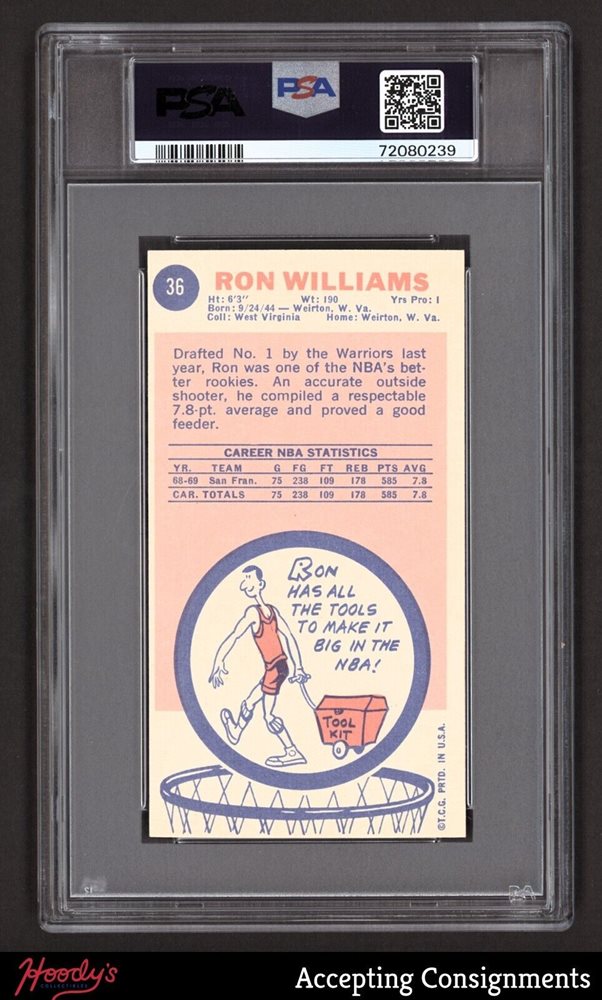 PSA
PSA
72080239
36
RON WILLIAMS
Ht: 6'3" Wt: 190 Yrs Pro: 1
Born: 9/24/44 — Weirton, W. Va.
Coll: West Virginia Home: Weirton, W. Va.
Drafted No. 1 by the Warriors last
year, Ron was one of the NBA's bet-
ter rookies. An accurate outside
shooter, he compiled a respectable
7.8-pt. average and proved a good
feeder.
CAREER NBA STATISTICS
YR. TEAM G FG FT REB PTS AVG
68-69 San Fran. 75 238 109 178 585 7.8
CAR. TOTALS 75 238 109 178 585 7.8
RON
HAS ALL
THE TOOLS
TO MAKE IT
BIG IN THE
NBA!
TOOL
KIT
©T.C.G. PRTD. IN U.S.A.
Hoody's
COLLECTIBLES
Accepting Consignments